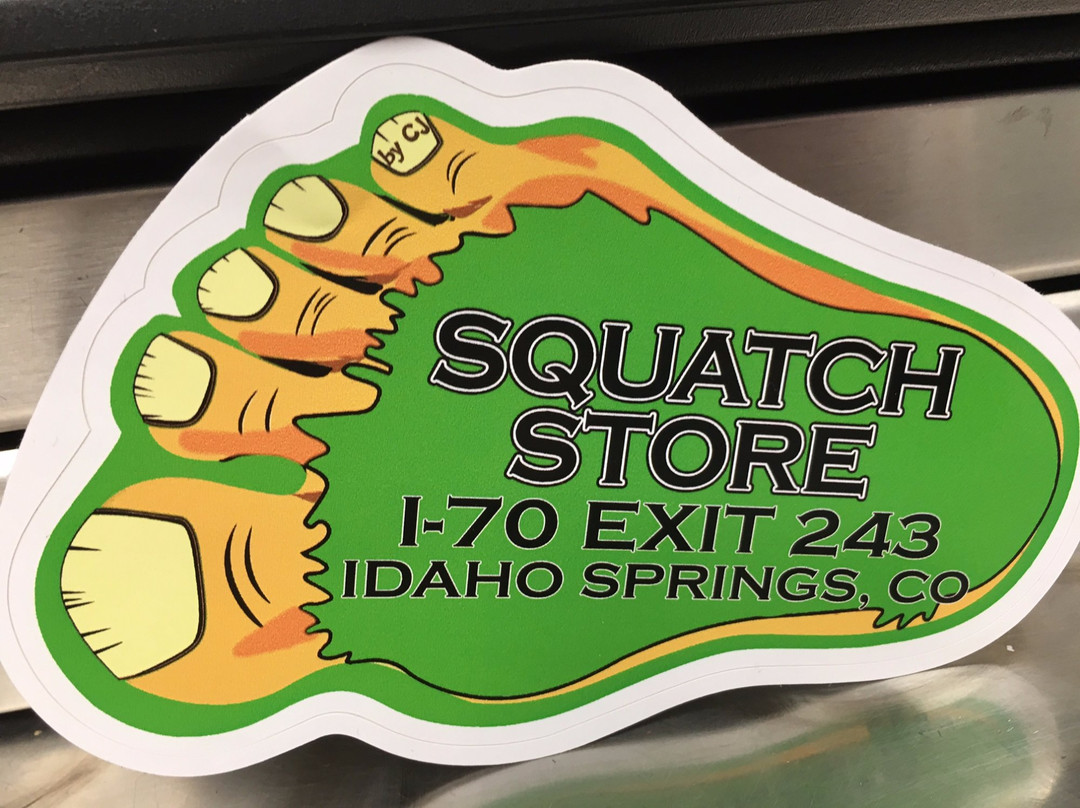 by CJ
SQUATCH
STORE
I-70 EXIT 243
IDAHO SPRINGS, CO